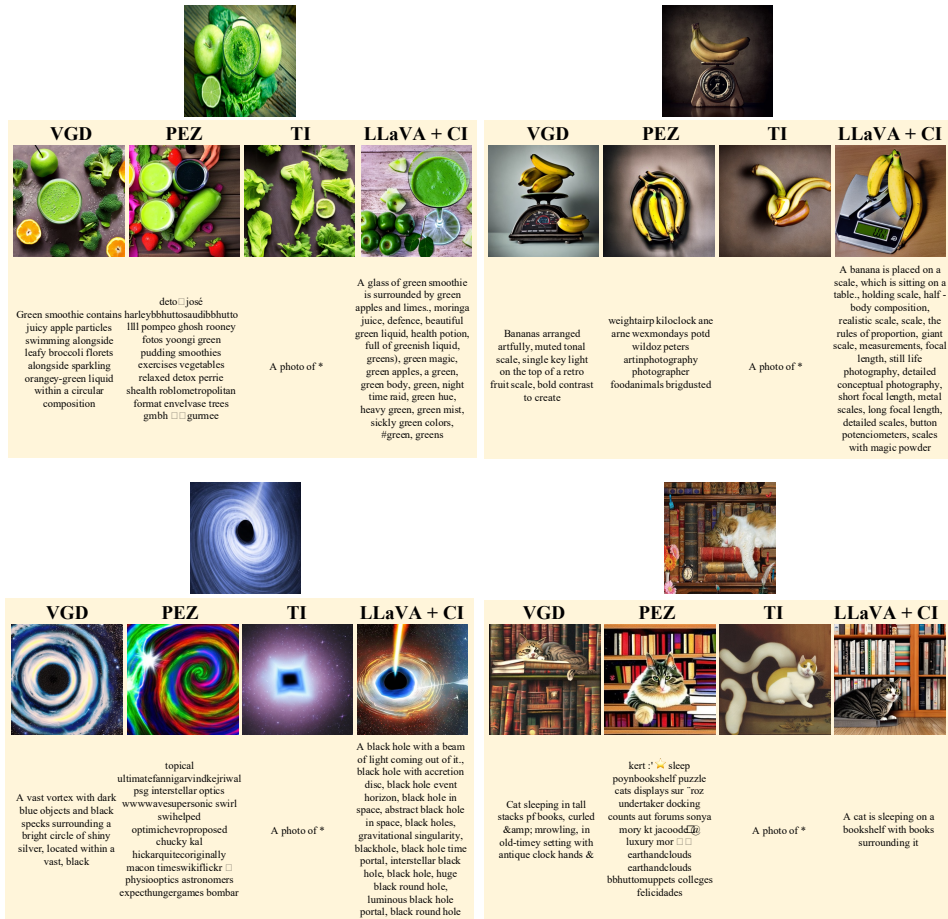 VGD PEZ TI LLaVA + CI
Green smoothie contains
juicy apple particles
swimming alongside
leafy broccoli florets
alongside sparkling
orangey-green liquid
within a circular
composition
deto□josé
harleybbhuttosaudibbhutto
llll pompeo ghosh rooney
fotos yoongi green
pudding smoothies
exercises vegetables
relaxed detox perrie
shealth roblometropolitan
format envelvase trees
gmbh □□gurmee
A photo of *
A glass of green smoothie
is surrounded by green
apples and limes., moringa
juice, defence, beautiful
green liquid, health potion,
full of greenish liquid,
greens), green magic,
green apples, a green,
green body, green, night
time raid, green hue,
heavy green, green mist,
sickly green colors,
#green, greens
VGD PEZ TI LLaVA + CI
Bananas arranged
artfully, muted tonal
scale, single key light
on the top of a retro
fruit scale, bold contrast
to create
weightairp kiloclock ane
arne wexmondays potd
wildoz peters
artinphotography
photographer
foodanimals brigdusted
A photo of *
A banana is placed on a
scale, which is sitting on a
table., holding scale, half -
body composition,
realistic scale, scale, the
rules of proportion, giant
scale, measurements, focal
length, still life
photography, detailed
conceptual photography,
short focal length, metal
scales, long focal length,
detailed scales, button
potenciometers, scales
with magic powder
VGD PEZ TI LLaVA + CI
A vast vortex with dark
blue objects and black
specks surrounding a
bright circle of shiny
silver, located within a
vast, black
topical
ultimatefannigarvindkejriwal
psg interstellar optics
wwwwavesupersonic swirl
swihelped
optimichevroproposed
chucky kal
hickarquitecoriginally
macon timeswikiflickr □
physiooptics astronomers
expecthungergames bombar
A photo of *
A black hole with a beam
of light coming out of it.,
black hole with accretion
disc, black hole event
horizon, black hole in
space, abstract black hole
in space, black holes,
gravitational singularity,
blackhole, black hole time
portal, interstellar black
hole, black hole, huge
black round hole,
luminous black hole
portal, black round hole
VGD PEZ TI LLaVA + CI
Cat sleeping in tall
stacks pf books, curled
&amp; mrowling, in
old-timey setting with
antique clock hands &
kert :' ⭐ sleep
poynbookshelf puzzle
cats displays sur ¨roz
undertaker docking
counts aut forums sonya
mory kt
luxury mor □□
earthandclouds
earthandclouds
bbhuttomuppets colleges
felicidades
A photo of *
A cat is sleeping on a
bookshelf with books
surrounding it